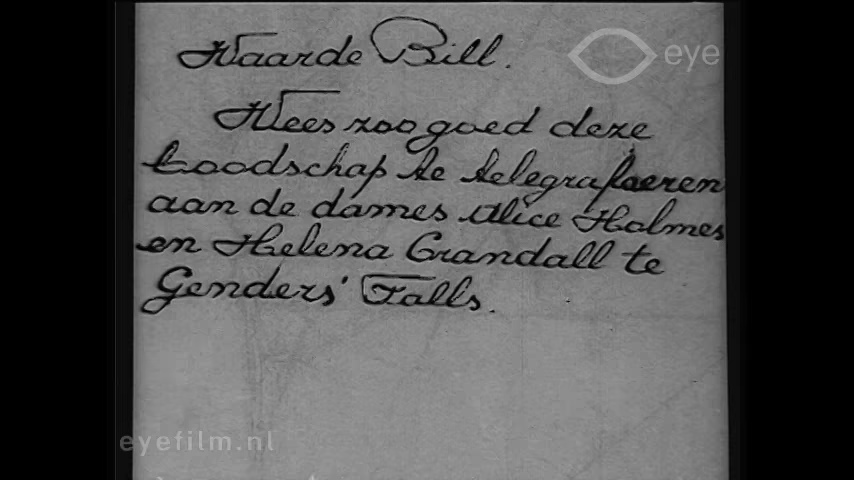 Waarde Bill.
eye
Wees zoo goed deze
boodschap te telegrafeeren
aan de dames Alice Holmes
en Helena Crandall te
Genders' Falls.
eyefilm.nl